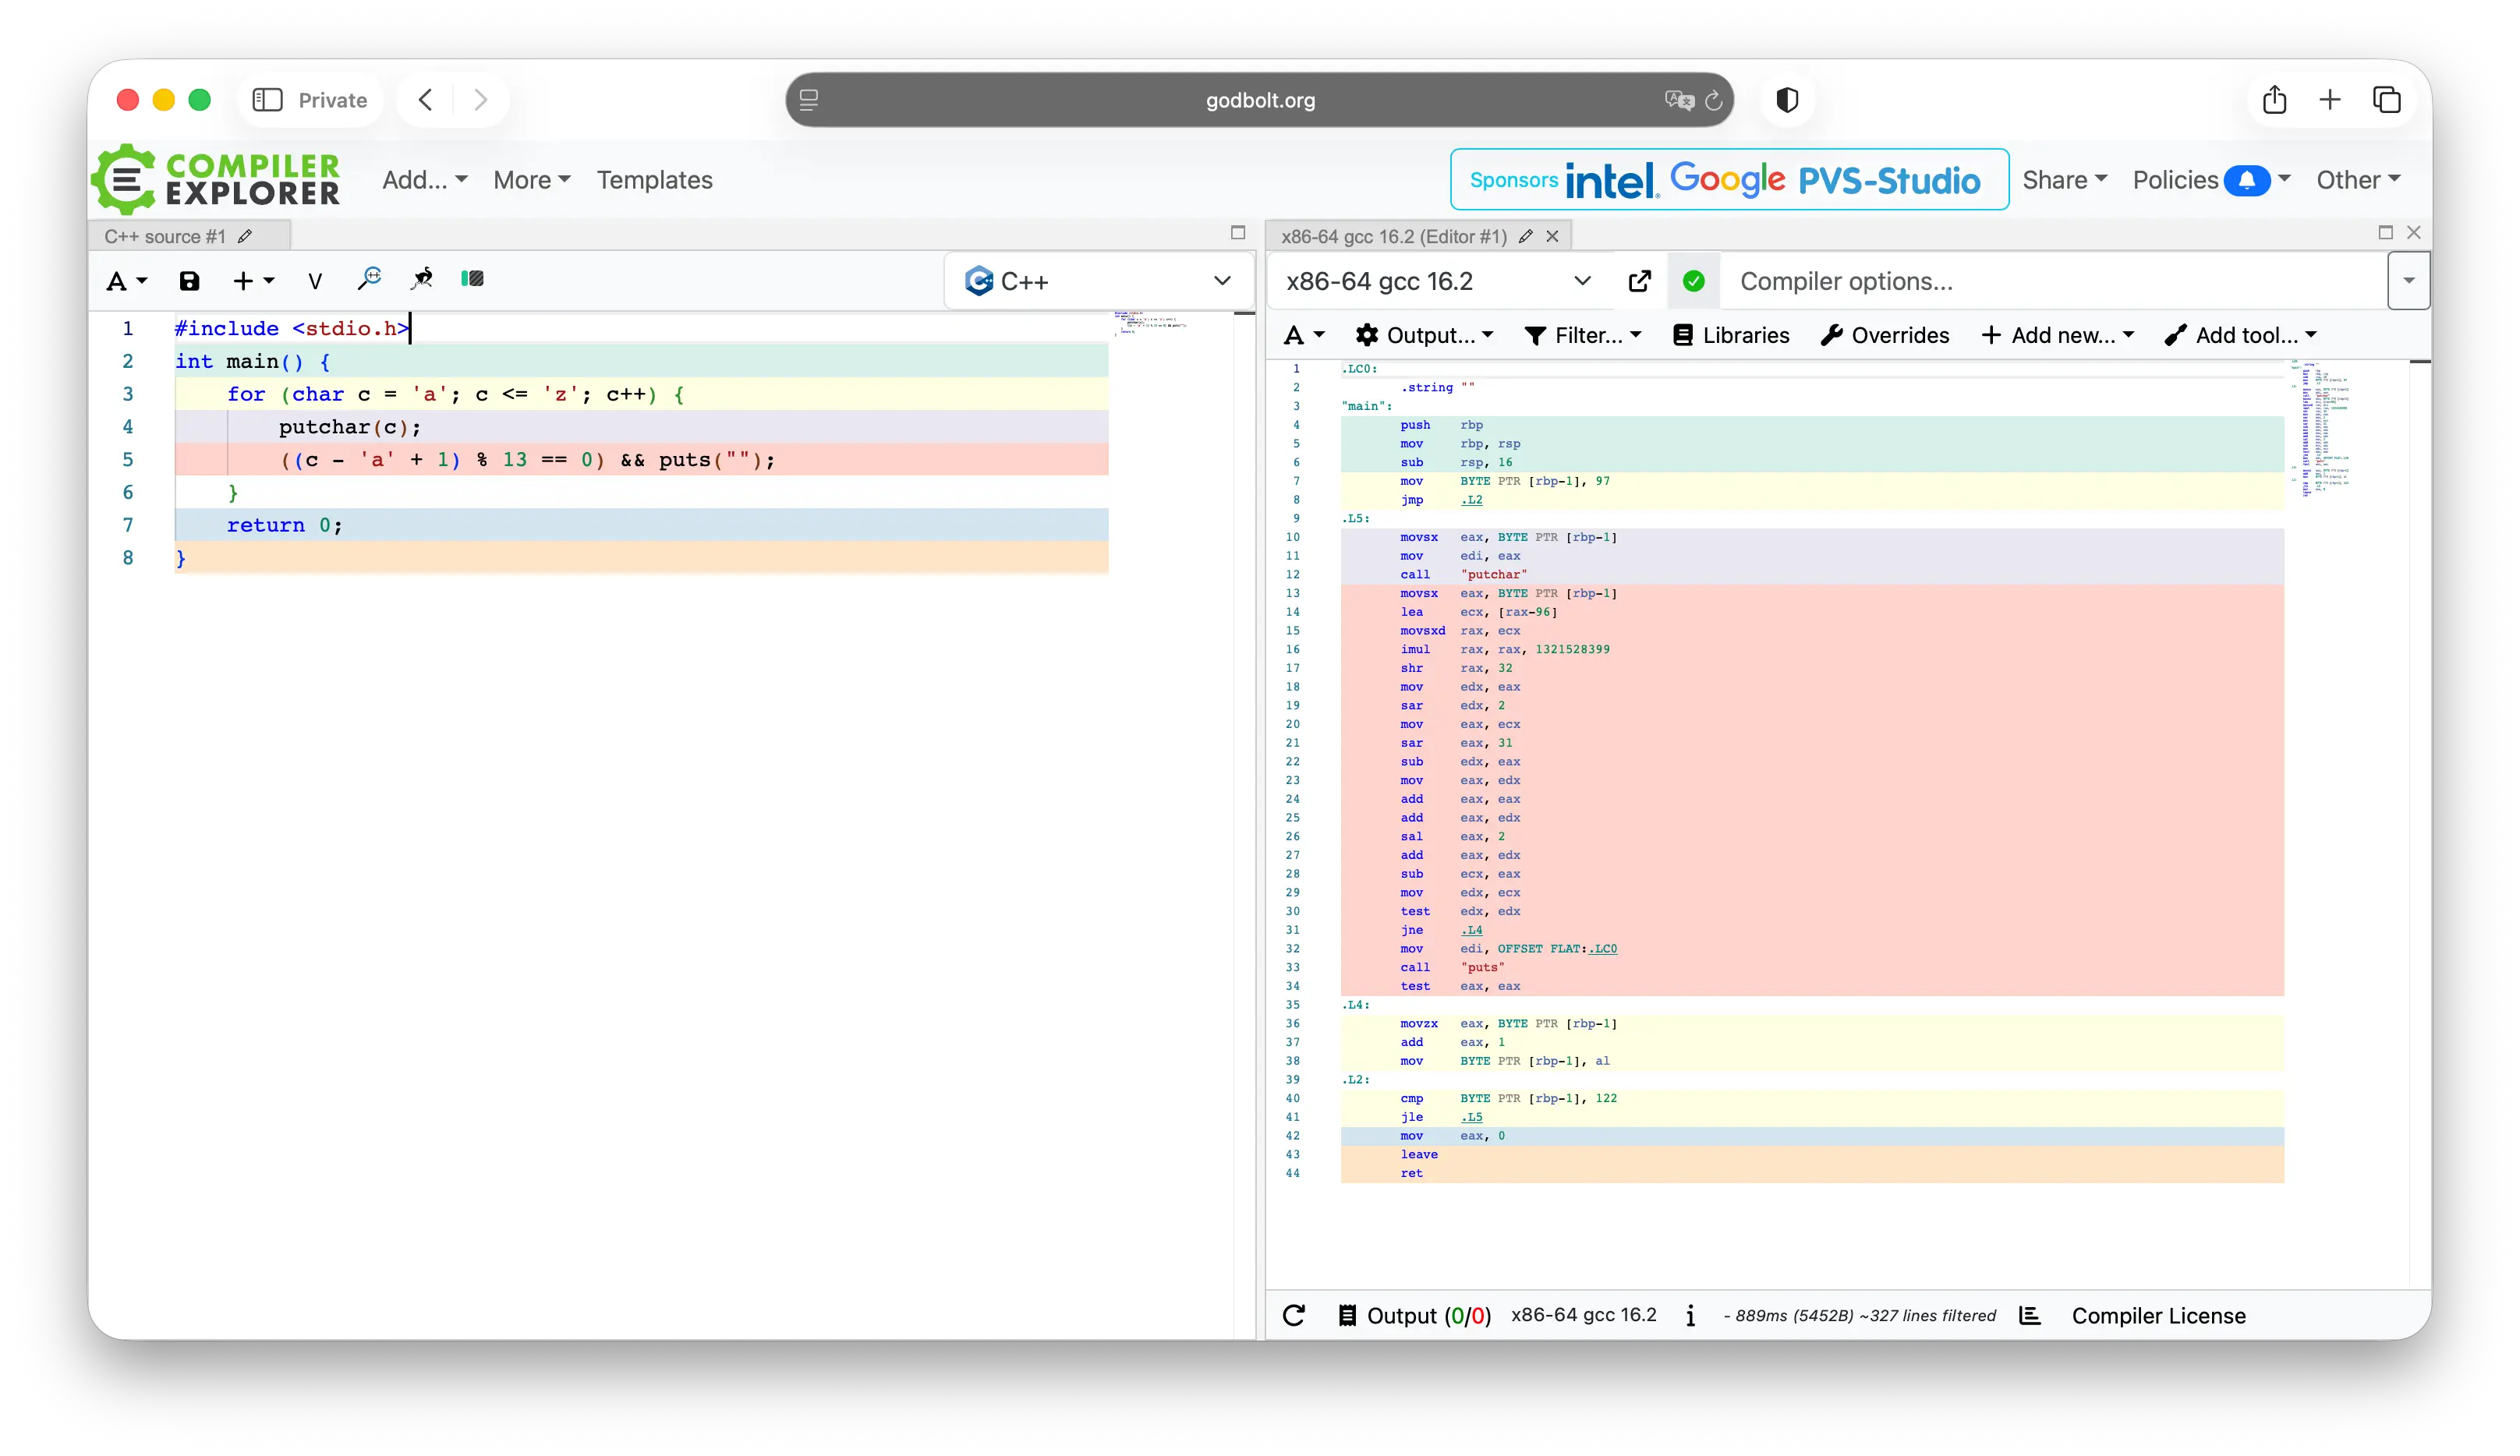 Private
godbolt.org
COMPILER
EXPLORER
Add...
More
Templates
Sponsors intel. Google PVS-Studio
Share
Policies
Other
C++ source #1
A
V
C++
1 #include <stdio.h>
2 int main() {
3     for (char c = 'a'; c <= 'z'; c++) {
4         putchar(c);
5         ((c - 'a' + 1) % 13 == 0) && puts("");
6     }
7     return 0;
8 }
x86-64 gcc 16.2 (Editor #1)
x86-64 gcc 16.2
Compiler options...
A
Output...
Filter...
Libraries
Overrides
Add new...
Add tool...
1 .LC0:
2         .string ""
3 "main":
4         push    rbp
5         mov     rbp, rsp
6         sub     rsp, 16
7         mov     BYTE PTR [rbp-1], 97
8         jmp     .L2
9 .L5:
10         movsx   eax, BYTE PTR [rbp-1]
11         mov     edi, eax
12         call    "putchar"
13         movsx   eax, BYTE PTR [rbp-1]
14         lea     ecx, [rax-96]
15         movsxd  rax, ecx
16         imul    rax, rax, 1321528399
17         shr     rax, 32
18         mov     edx, eax
19         sar     edx, 2
20         mov     eax, ecx
21         sar     eax, 31
22         sub     edx, eax
23         mov     eax, edx
24         add     eax, eax
25         add     eax, edx
26         sal     eax, 2
27         add     eax, edx
28         sub     ecx, eax
29         mov     edx, ecx
30         test    edx, edx
31         jne     .L4
32         mov     edi, OFFSET FLAT:.LC0
33         call    "puts"
34         test    eax, eax
35 .L4:
36         movzx   eax, BYTE PTR [rbp-1]
37         add     eax, 1
38         mov     BYTE PTR [rbp-1], al
39 .L2:
40         cmp     BYTE PTR [rbp-1], 122
41         jle     .L5
42         mov     eax, 0
43         leave
44         ret
Output (0/0) x86-64 gcc 16.2 i - 889ms (5452B) ~327 lines filtered Compiler License